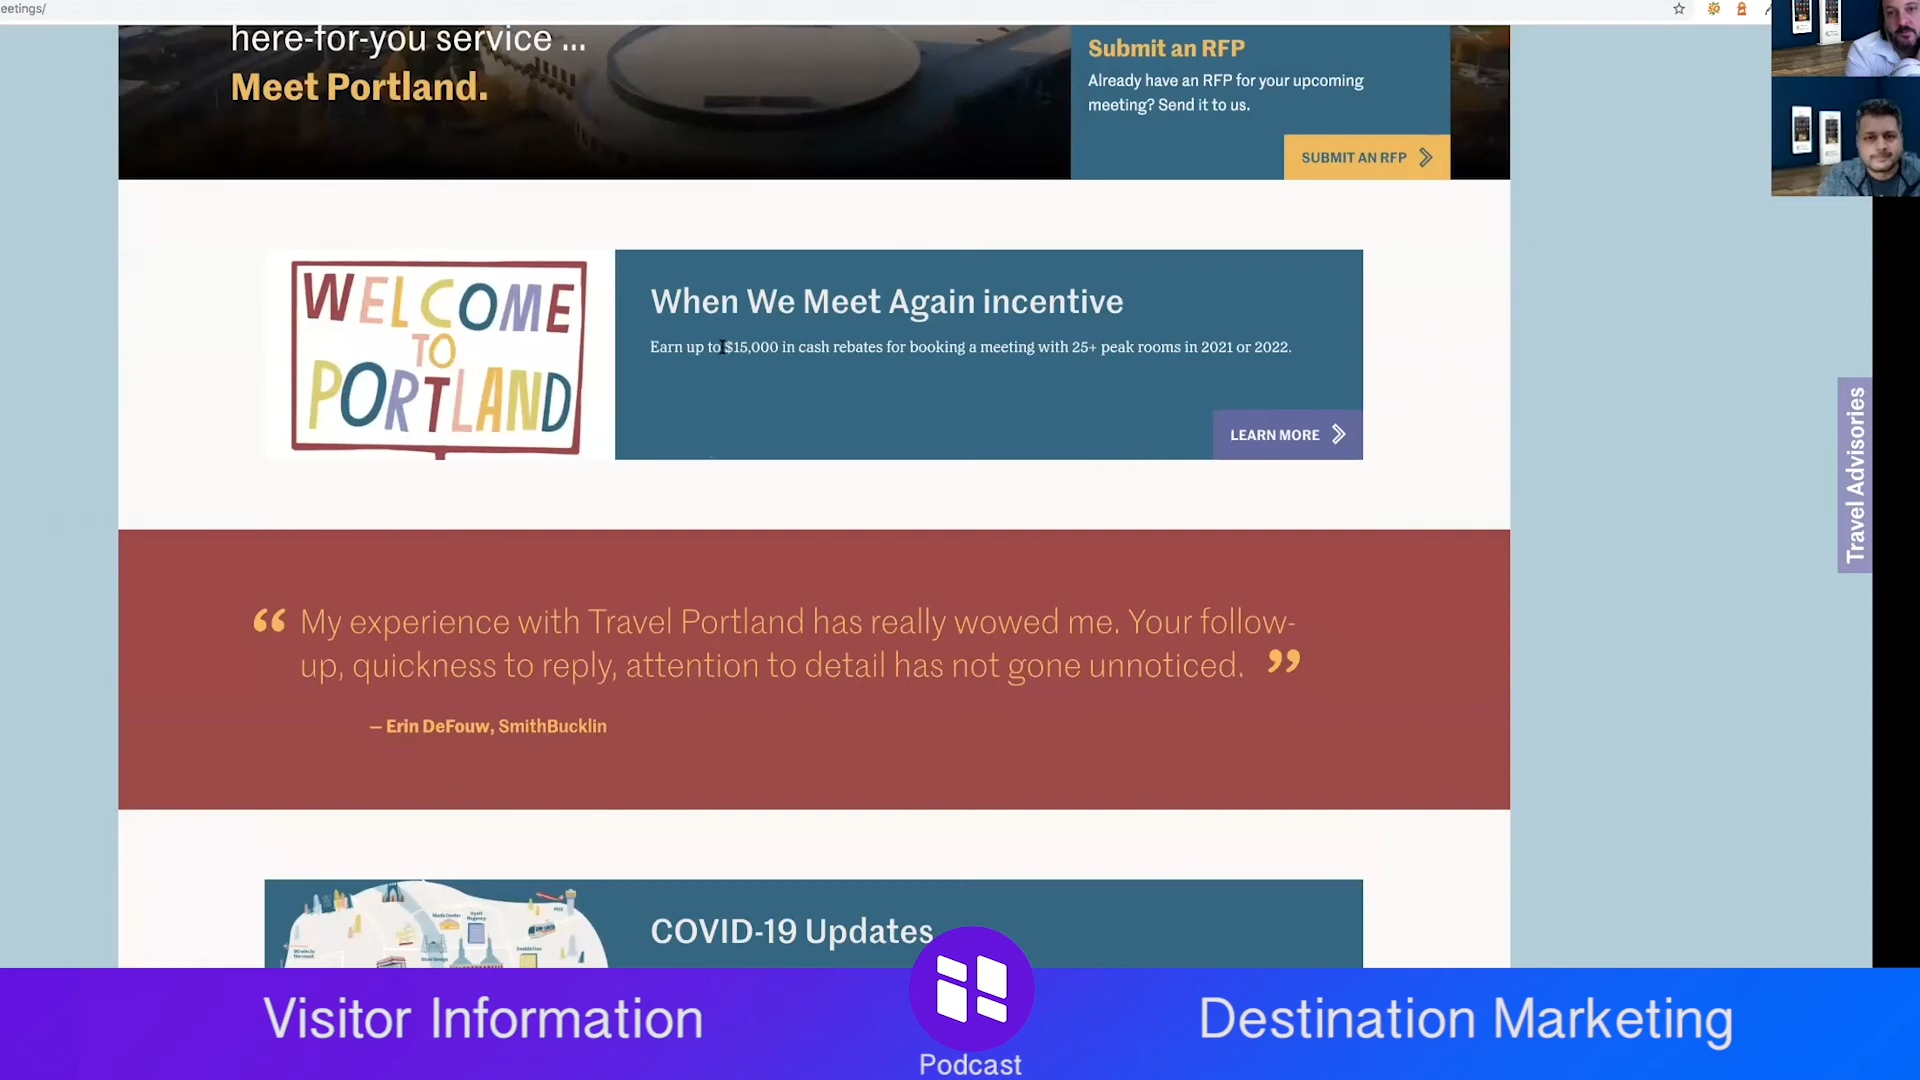 eetings/
here-for-you service ...
Meet Portland.
Submit an RFP
Already have an RFP for your upcoming
meeting? Send it to us.
SUBMIT AN RFP
WELCOME
TO
PORTLAND
When We Meet Again incentive
Earn up to $15,000 in cash rebates for booking a meeting with 25+ peak rooms in 2021 or 2022.
LEARN MORE
Travel Advisories
“ My experience with Travel Portland has really wowed me. Your follow-
up, quickness to reply, attention to detail has not gone unnoticed. ”
— Erin DeFouw, SmithBucklin
COVID-19 Updates
Visitor Information
Podcast
Destination Marketing